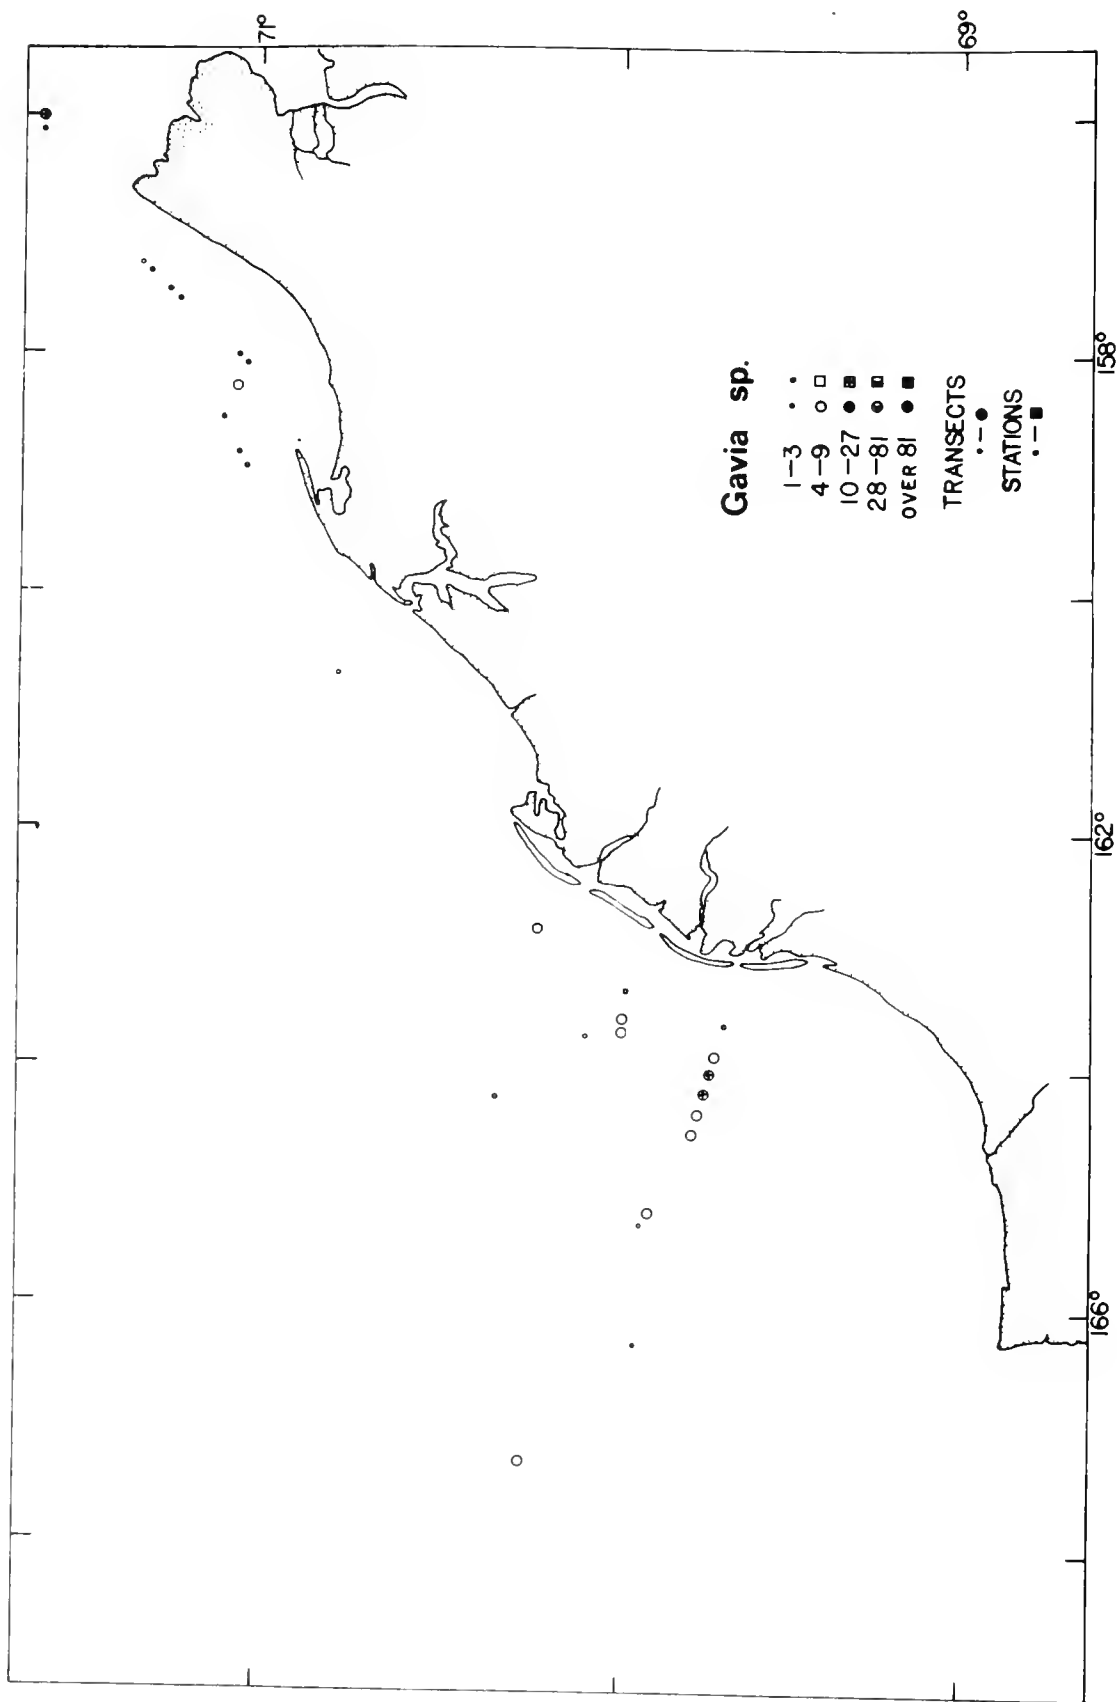 71°
69°
Gavia sp.
1-3
4-9
10-27
28-81
OVER 81
TRANSECTS
STATIONS
158°
162°
166°